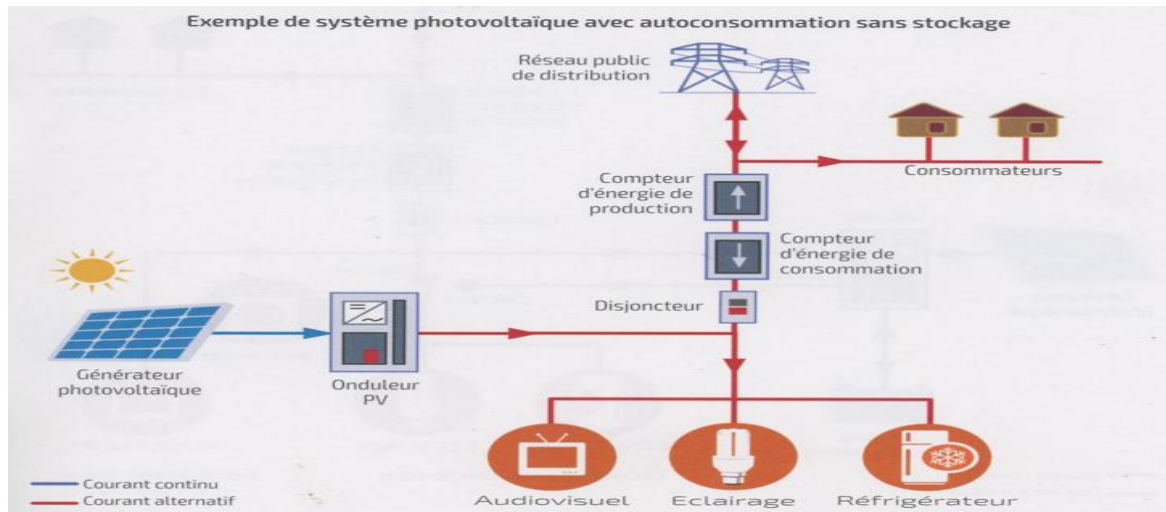 Exemple de système photovoltaïque avec autoconsommation sans stockage
Réseau public
de distribution
Consommateurs
Compteur
d'énergie de
production
Compteur
d'énergie de
consommation
Disjoncteur
Générateur
photovoltaïque
Onduleur
PV
Audiovisuel
Eclairage
Réfrigérateur
Courant continu
Courant alternatif